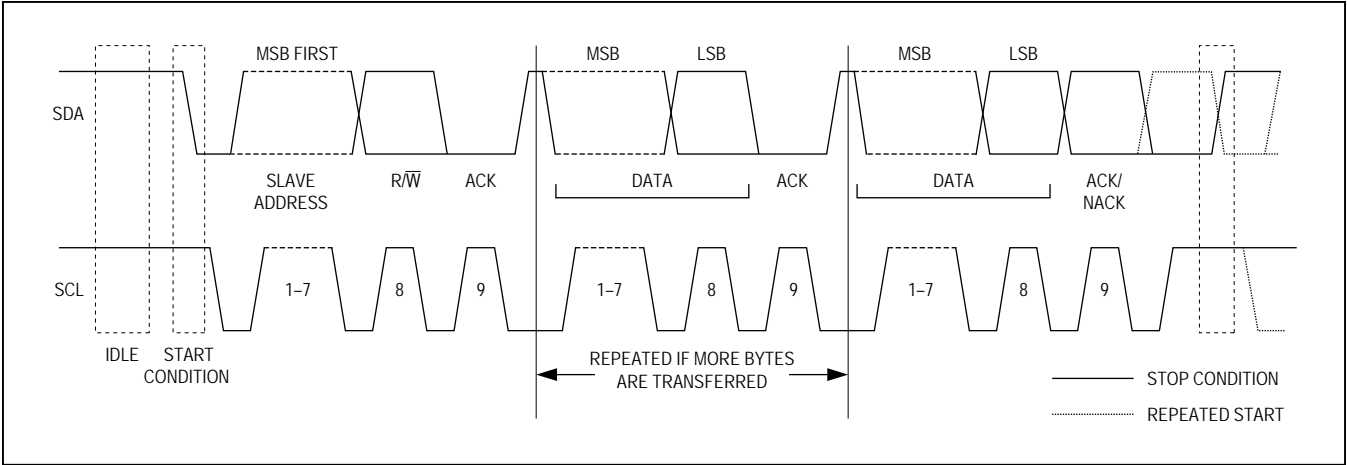 MSB FIRST
MSB
LSB
MSB
LSB
SDA
SLAVE
ADDRESS
R/W̅
ACK
DATA
ACK
DATA
ACK/
NACK
SCL
1–7
8
9
1–7
8
9
1–7
8
9
IDLE
START
CONDITION
REPEATED IF MORE BYTES
ARE TRANSFERRED
STOP CONDITION
REPEATED START